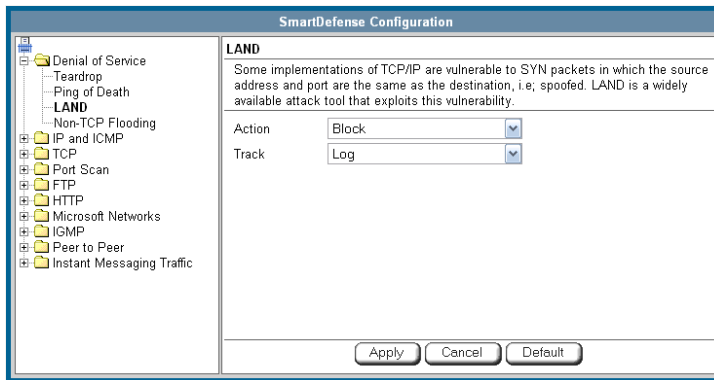 SmartDefense Configuration
Denial of Service
Teardrop
Ping of Death
LAND
Non-TCP Flooding
IP and ICMP
TCP
Port Scan
FTP
HTTP
Microsoft Networks
IGMP
Peer to Peer
Instant Messaging Traffic
LAND
Some implementations of TCP/IP are vulnerable to SYN packets in which the source
address and port are the same as the destination, i.e; spoofed. LAND is a widely
available attack tool that exploits this vulnerability.
Action Block
Track Log
Apply Cancel Default